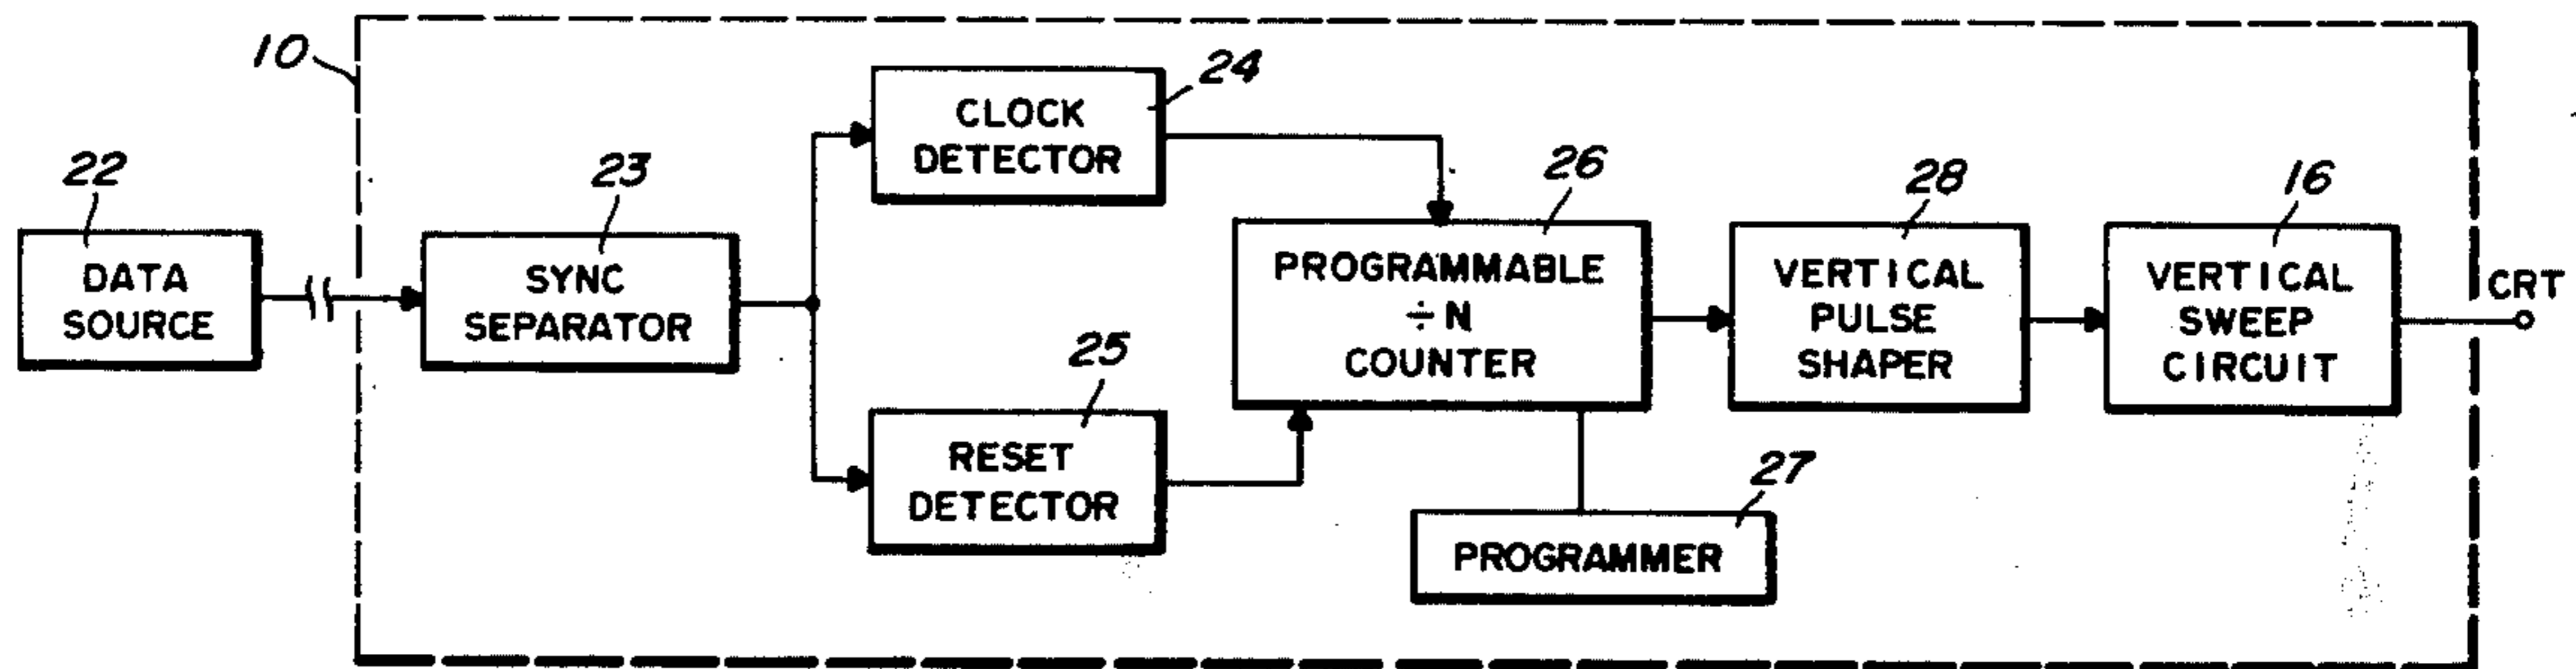 10
22
DATA
SOURCE
23
SYNC
SEPARATOR
24
CLOCK
DETECTOR
25
RESET
DETECTOR
26
PROGRAMMABLE
÷N
COUNTER
27
PROGRAMMER
28
VERTICAL
PULSE
SHAPER
16
VERTICAL
SWEEP
CIRCUIT
CRT